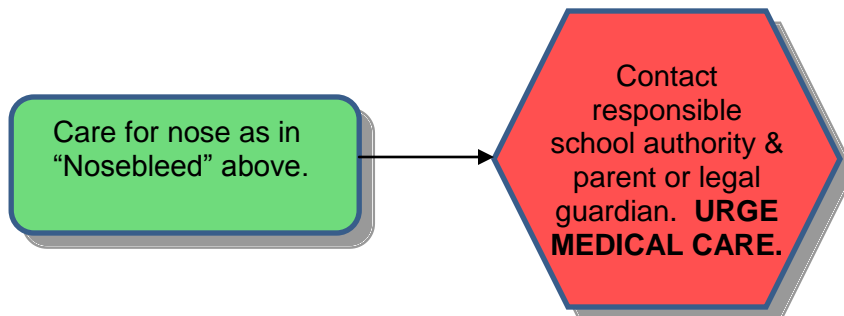 Care for nose as in
“Nosebleed” above.
Contact
responsible
school authority &
parent or legal
guardian.  URGE
MEDICAL CARE.